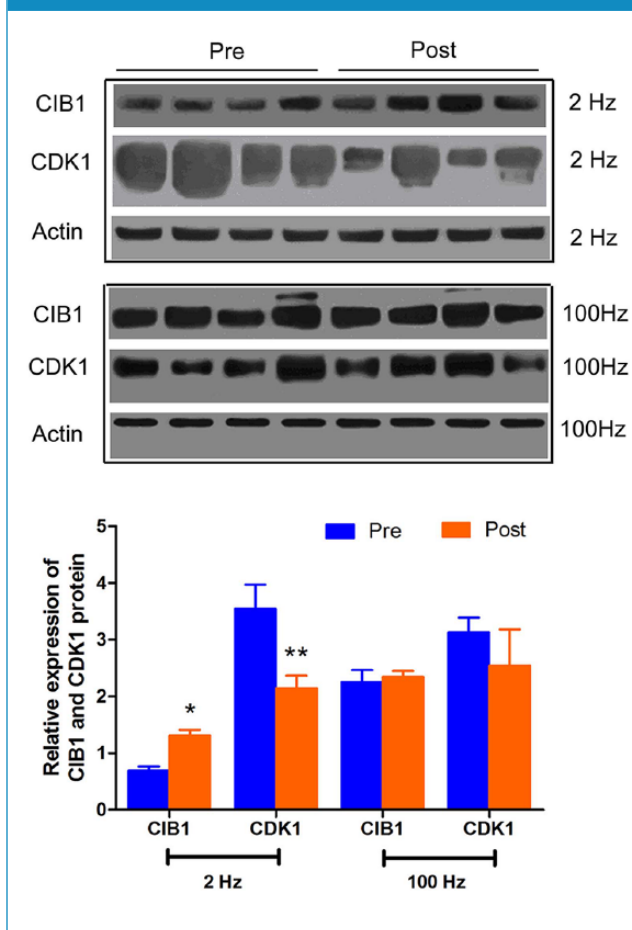 Pre Post
CIB1 2 Hz
CDK1 2 Hz
Actin 2 Hz
CIB1 100Hz
CDK1 100Hz
Actin 100Hz
Pre Post
Relative expression of
CIB1 and CDK1 protein
5
4
3
2
1
0
*
**
CIB1 CDK1 CIB1 CDK1
2 Hz 100 Hz